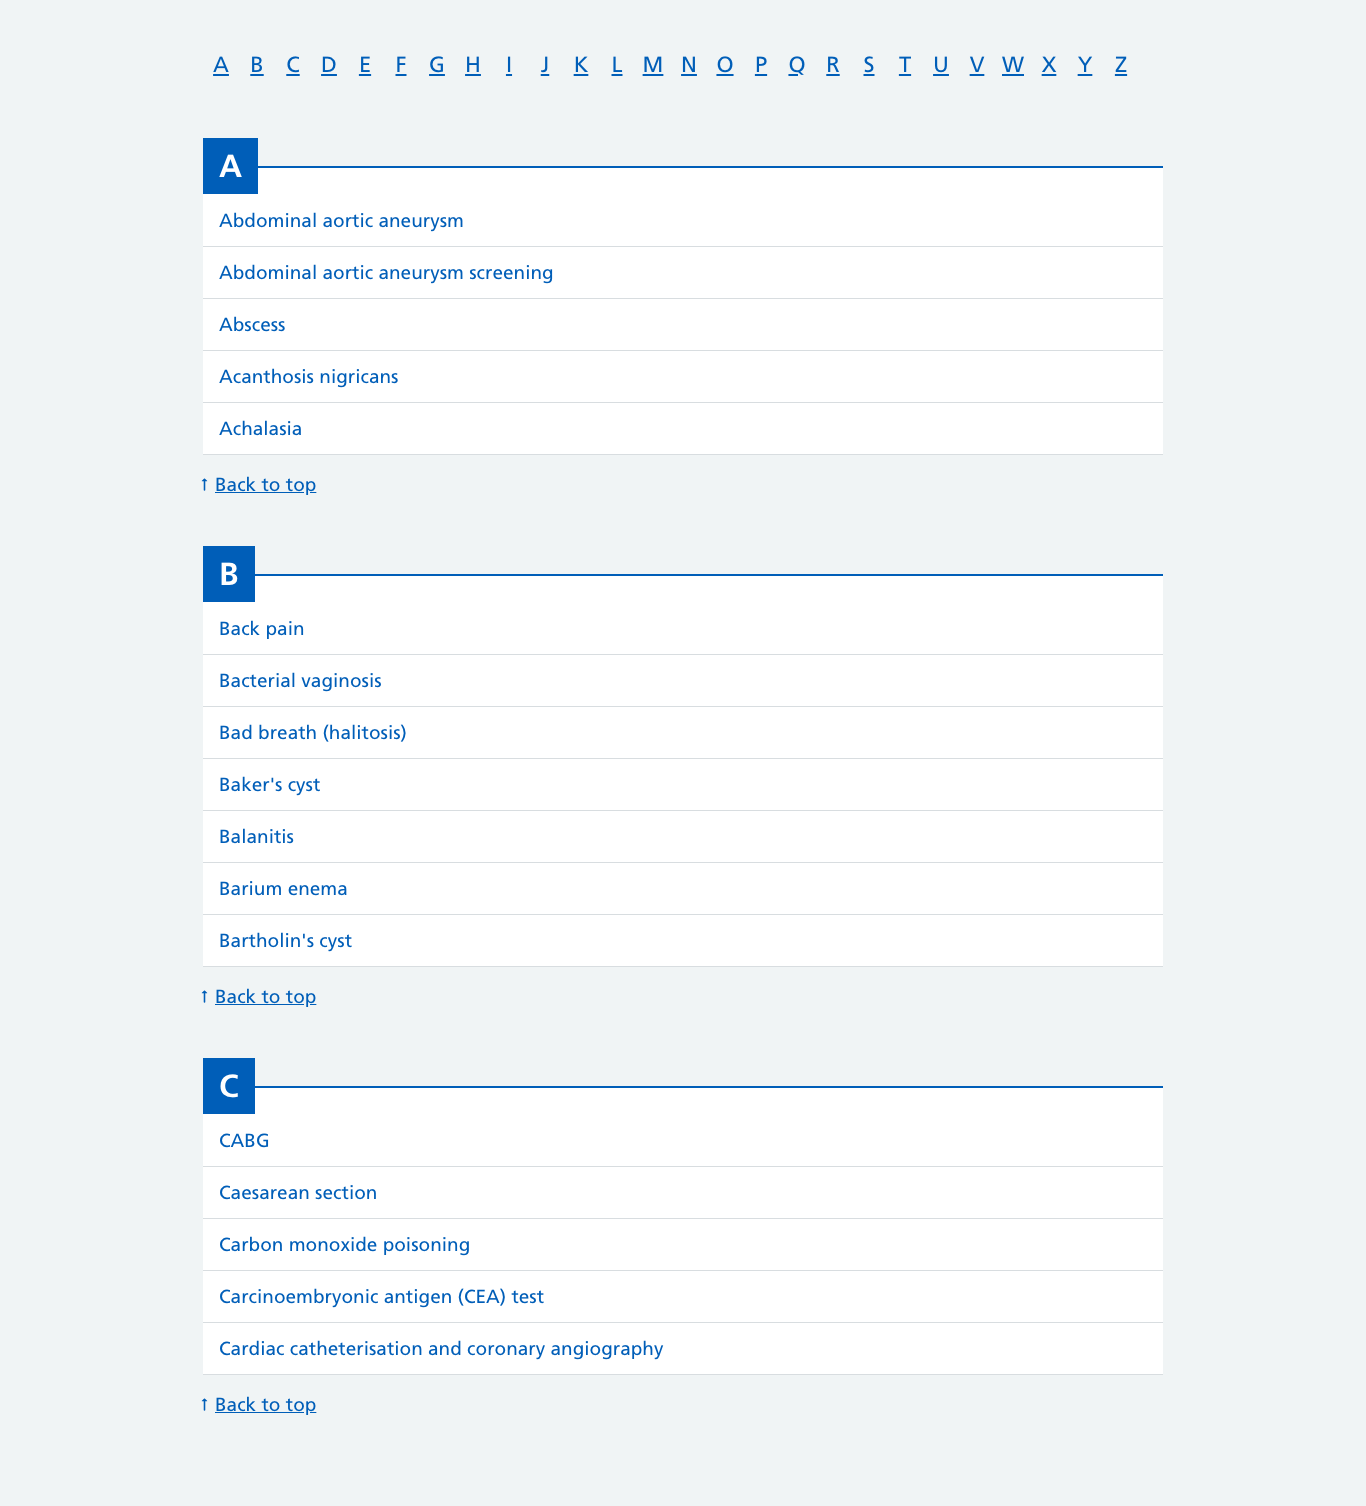 A B C D E F G H I J K L M N O P Q R S T U V W X Y Z
A
Abdominal aortic aneurysm
Abdominal aortic aneurysm screening
Abscess
Acanthosis nigricans
Achalasia
↑ Back to top
B
Back pain
Bacterial vaginosis
Bad breath (halitosis)
Baker's cyst
Balanitis
Barium enema
Bartholin's cyst
↑ Back to top
C
CABG
Caesarean section
Carbon monoxide poisoning
Carcinoembryonic antigen (CEA) test
Cardiac catheterisation and coronary angiography
↑ Back to top